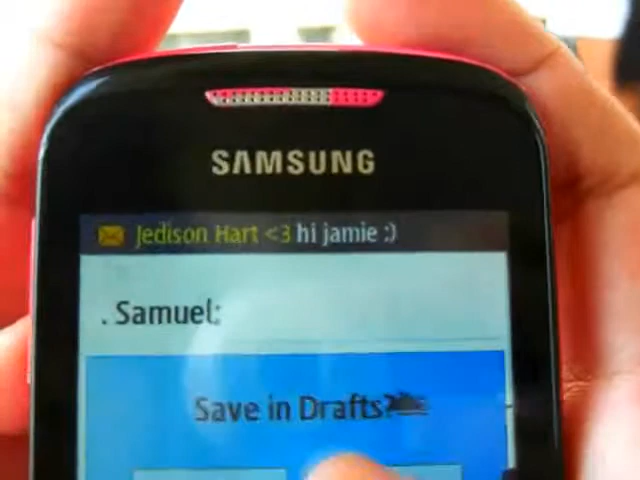 SAMSUNG
Jedison Hart <3 hi jamie :)
. Samuel:
Save in Drafts?